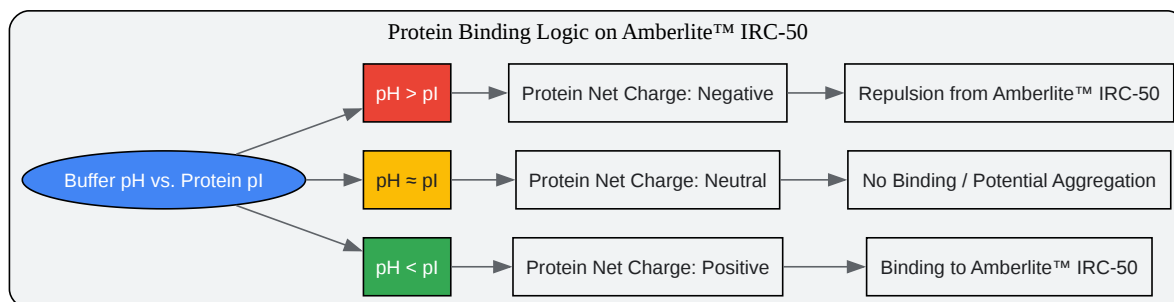 Protein Binding Logic on Amberlite™ IRC-50
pH > pI
Protein Net Charge: Negative
Repulsion from Amberlite™ IRC-50
Buffer pH vs. Protein pI
pH ≈ pI
Protein Net Charge: Neutral
No Binding / Potential Aggregation
pH < pI
Protein Net Charge: Positive
Binding to Amberlite™ IRC-50